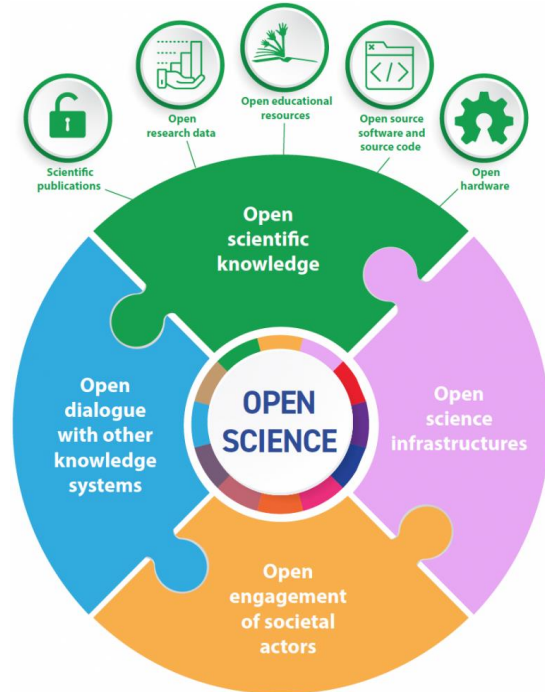 Scientific
publications
Open
research data
Open educational
resources
Open source
software and
source code
Open
hardware
Open
scientific
knowledge
Open
dialogue
with other
knowledge
systems
OPEN
SCIENCE
Open
science
infrastructures
Open
engagement
of societal
actors